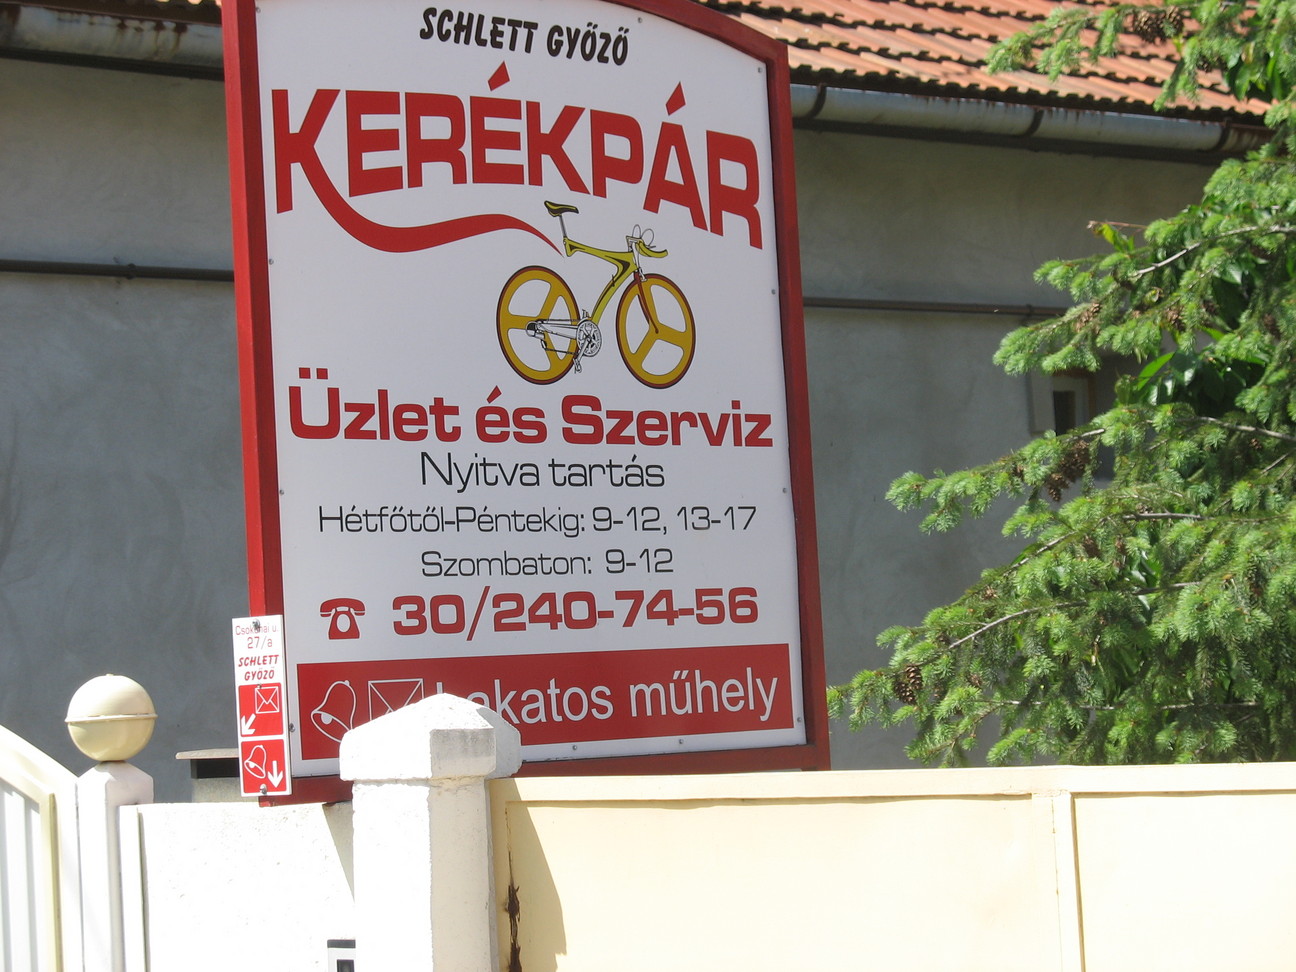 SCHLETT GYŐZŐ
KERÉKPÁR
Üzlet és Szerviz
Nyitva tartás
Hétfőtől-Péntekig: 9-12, 13-17
Szombaton: 9-12
30/240-74-56
műhely
27/a
SCHLETT
GYŐZŐ